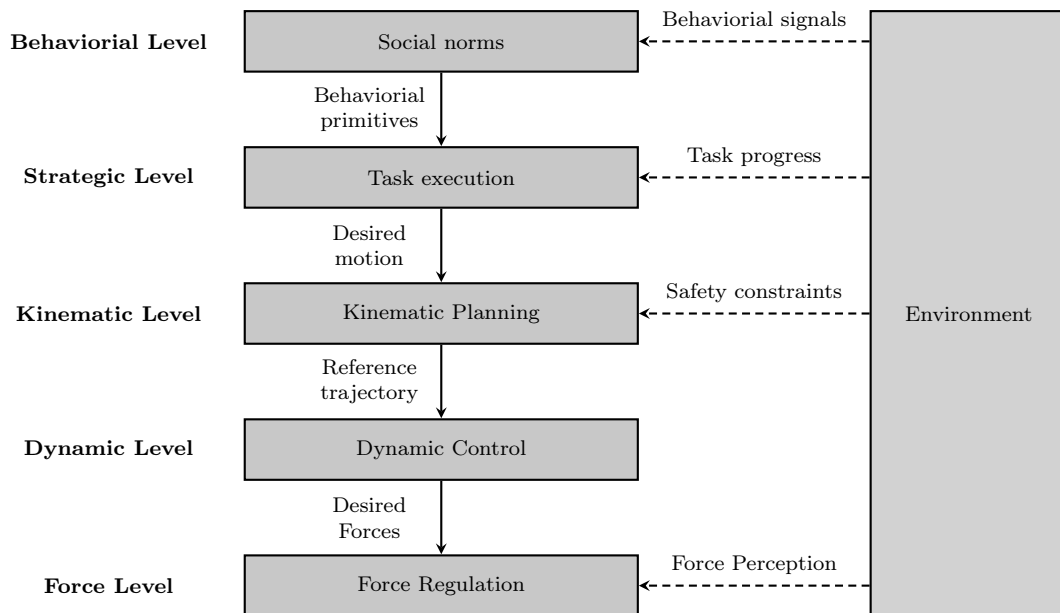 Behaviorial Level
Social norms
Behaviorial signals
Behaviorial
primitives
Strategic Level
Task execution
Task progress
Desired
motion
Kinematic Level
Kinematic Planning
Safety constraints
Environment
Reference
trajectory
Dynamic Level
Dynamic Control
Desired
Forces
Force Level
Force Regulation
Force Perception